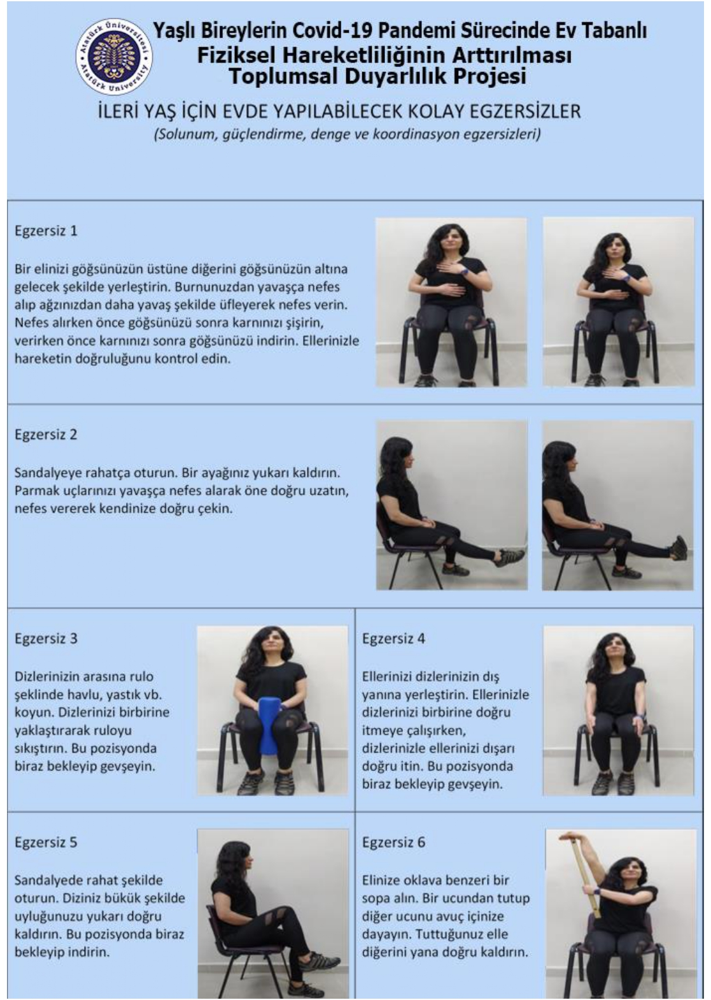 Atatürk Üniversitesi
Atatürk University
Yaşlı Bireylerin Covid-19 Pandemi Sürecinde Ev Tabanlı
Fiziksel Hareketliliğinin Arttırılması
Toplumsal Duyarlılık Projesi
İLERİ YAŞ İÇİN EVDE YAPILABİLECEK KOLAY EGZERSİZLER
(Solunum, güçlendirme, denge ve koordinasyon egzersizleri)
Egzersiz 1
Bir elinizi göğsünüzün üstüne diğerini göğsünüzün altına
gelecek şekilde yerleştirin. Burnunuzdan yavaşça nefes
alıp ağzınızdan daha yavaş şekilde üfleyerek nefes verin.
Nefes alırken önce göğsünüzü sonra karnınızı şişirin,
verirken önce karnınızı sonra göğsünüzü indirin. Ellerinizle
hareketin doğruluğunu kontrol edin.
Egzersiz 2
Sandalyeye rahatça oturun. Bir ayağınız yukarı kaldırın.
Parmak uçlarınızı yavaşça nefes alarak öne doğru uzatın,
nefes vererek kendinize doğru çekin.
Egzersiz 3
Dizlerinizin arasına rulo
şeklinde havlu, yastık vb.
koyun. Dizlerinizi birbirine
yaklaştırarak ruloyu
sıkıştırın. Bu pozisyonda
biraz bekleyip gevşeyin.
Egzersiz 4
Ellerinizi dizlerinizin dış
yanına yerleştirin. Ellerinizle
dizlerinizi birbirine doğru
itmeye çalışırken,
dizlerinizle ellerinizi dışarı
doğru itin. Bu pozisyonda
biraz bekleyip gevşeyin.
Egzersiz 5
Sandalyede rahat şekilde
oturun. Diziniz bükük şekilde
uyluğunuzu yukarı doğru
kaldırın. Bu pozisyonda biraz
bekleyip indirin.
Egzersiz 6
Elinize oklava benzeri bir
sopa alın. Bir ucundan tutup
diğer ucunu avuç içinize
dayayın. Tuttuğunuz elle
diğerini yana doğru kaldırın.